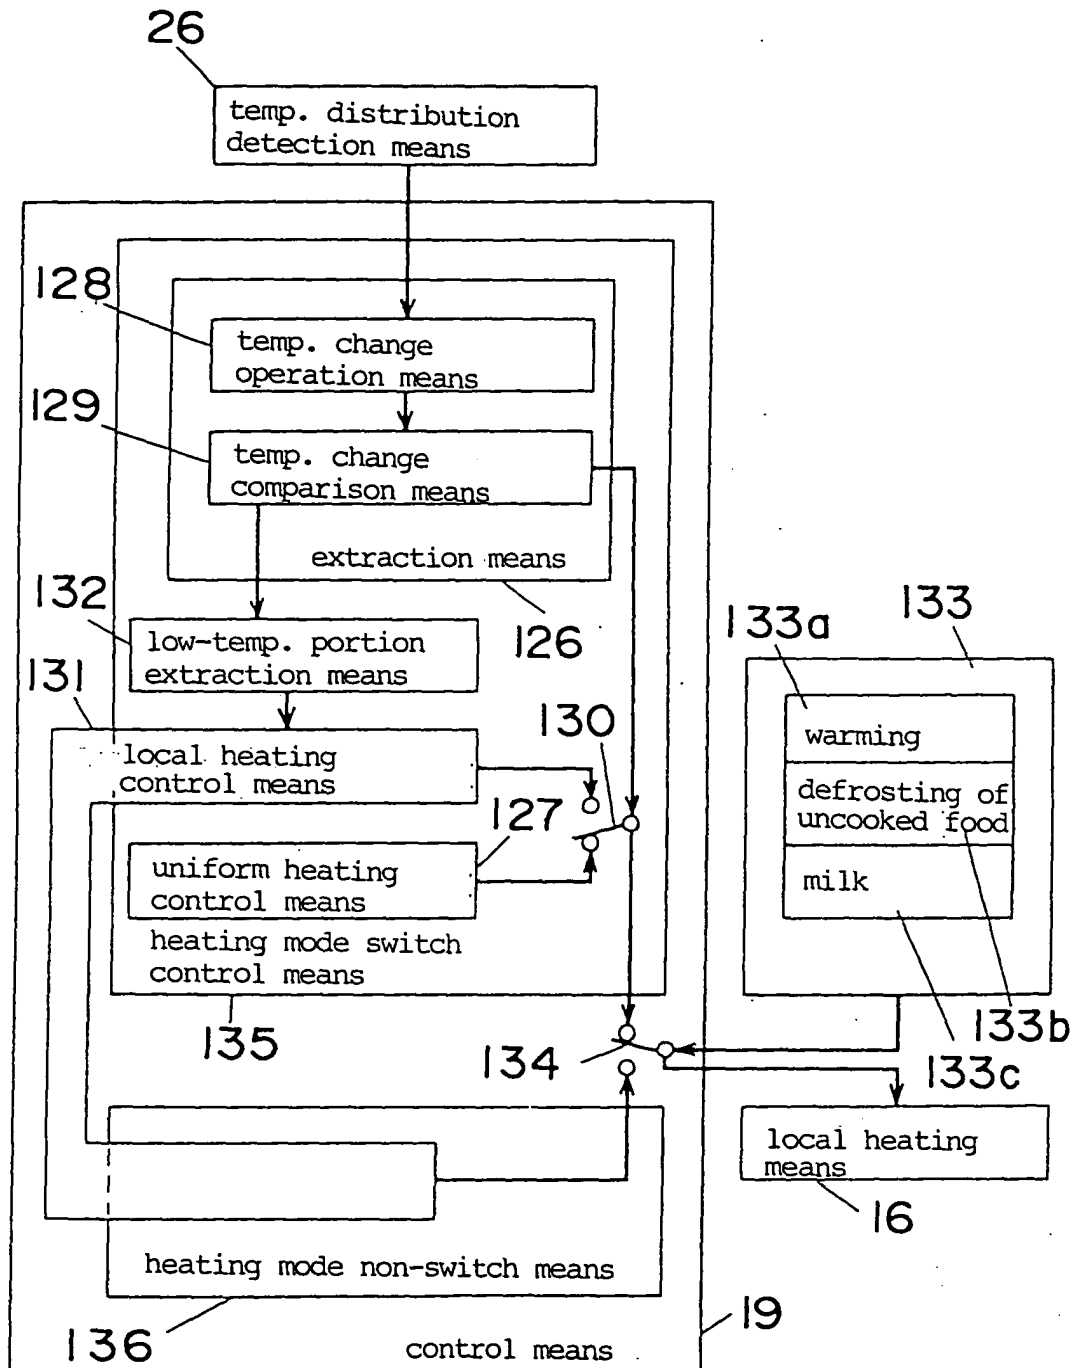 26
temp. distribution
detection means
128
temp. change
operation means
129
temp. change
comparison means
extraction means
132
126
low-temp. portion
extraction means
131
local heating
control means
130
127
uniform heating
control means
heating mode switch
control means
135
134
133
133a
warming
defrosting of
uncooked food
milk
133b
133c
local heating
means
16
heating mode non-switch means
136
19
control means